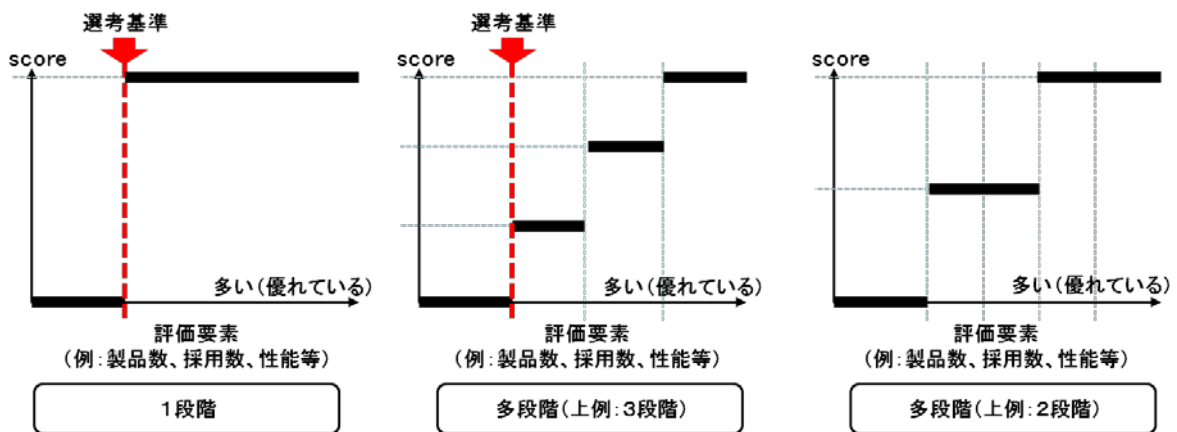 選考基準
score
多い(優れている)
評価要素
(例:製品数、採用数、性能等)
1段階
選考基準
score
多い(優れている)
評価要素
(例:製品数、採用数、性能等)
多段階(上例:3段階)
score
多い(優れている)
評価要素
(例:製品数、採用数、性能等)
多段階(上例:2段階)